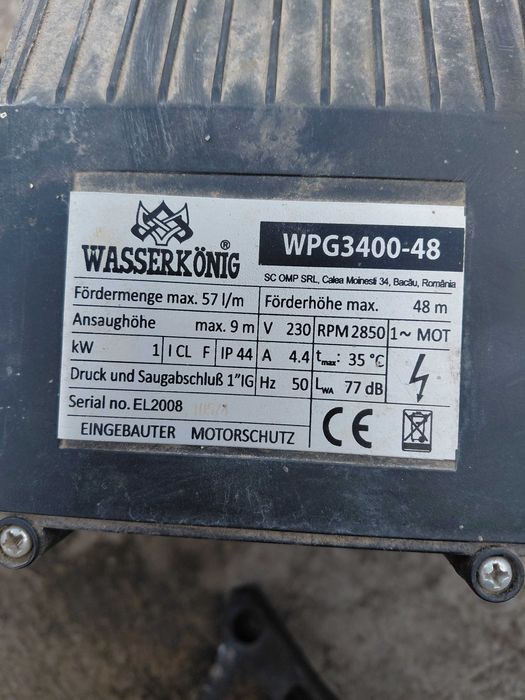 WASSERKÖNIG ®
WPG3400-48
SC OMP SRL, Calea Moinesti 34, Bacău, România
Fördermenge max. 57 l/m
Förderhöhe max. 48 m
Ansaughöhe max. 9 m
V 230 RPM 2850 1~ MOT
kW 1 I CL F IP 44 A 4.4 tmax: 35 °C
Druck und Saugabschluß 1"IG Hz 50 LWA 77 dB
Serial no. EL2008
EINGEBAUTER MOTORSCHUTZ
CE